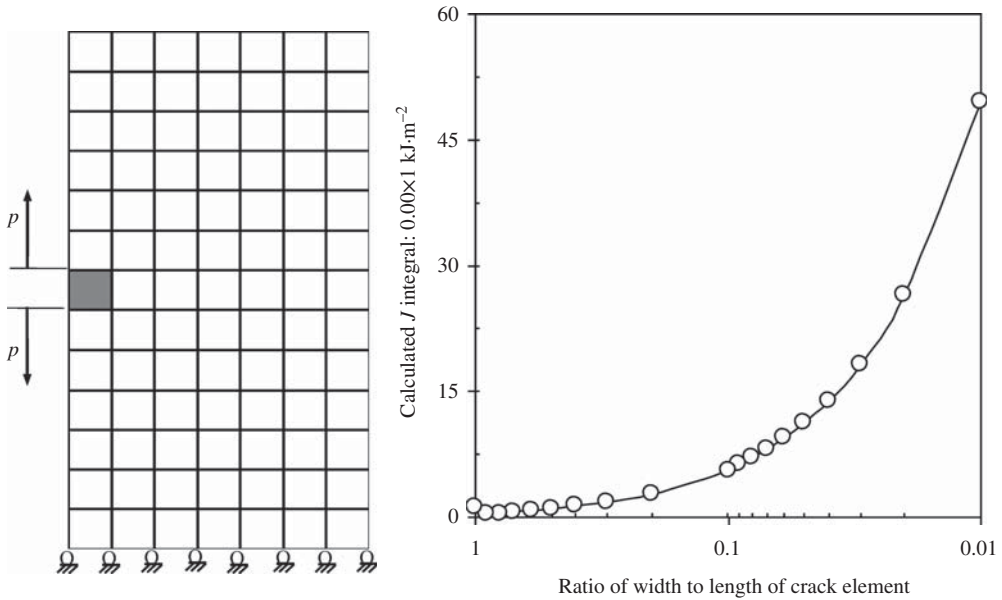 p
p
Calculated J integral: 0.00×1 kJ·m⁻²
60
45
30
15
0
1
0.1
0.01
Ratio of width to length of crack element